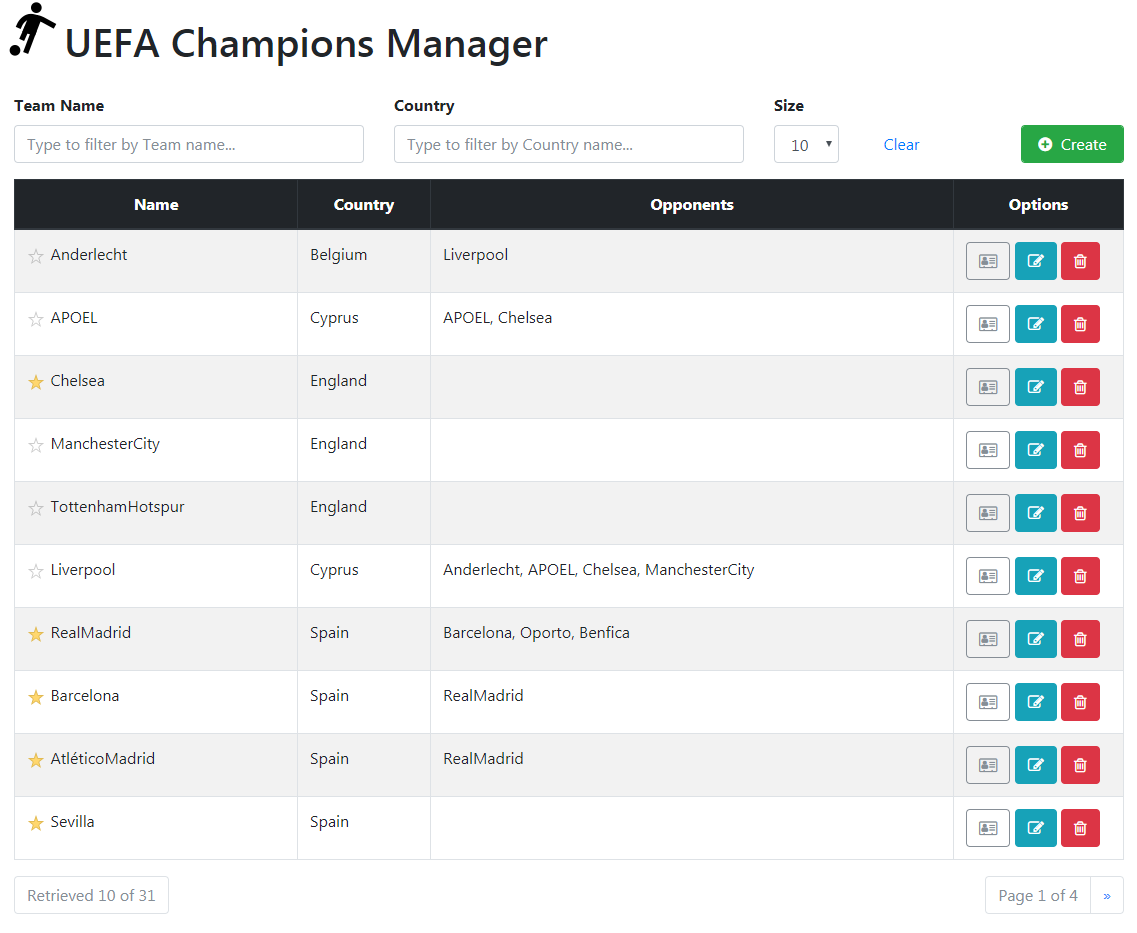 UEFA Champions Manager
Team Name Country Size
Type to filter by Team name... Type to filter by Country name... 10 Clear Create
Name Country Opponents Options
Anderlecht Belgium Liverpool
APOEL Cyprus APOEL, Chelsea
Chelsea England
ManchesterCity England
TottenhamHotspur England
Liverpool Cyprus Anderlecht, APOEL, Chelsea, ManchesterCity
RealMadrid Spain Barcelona, Oporto, Benfica
Barcelona Spain RealMadrid
AtléticoMadrid Spain RealMadrid
Sevilla Spain
Retrieved 10 of 31 Page 1 of 4 »